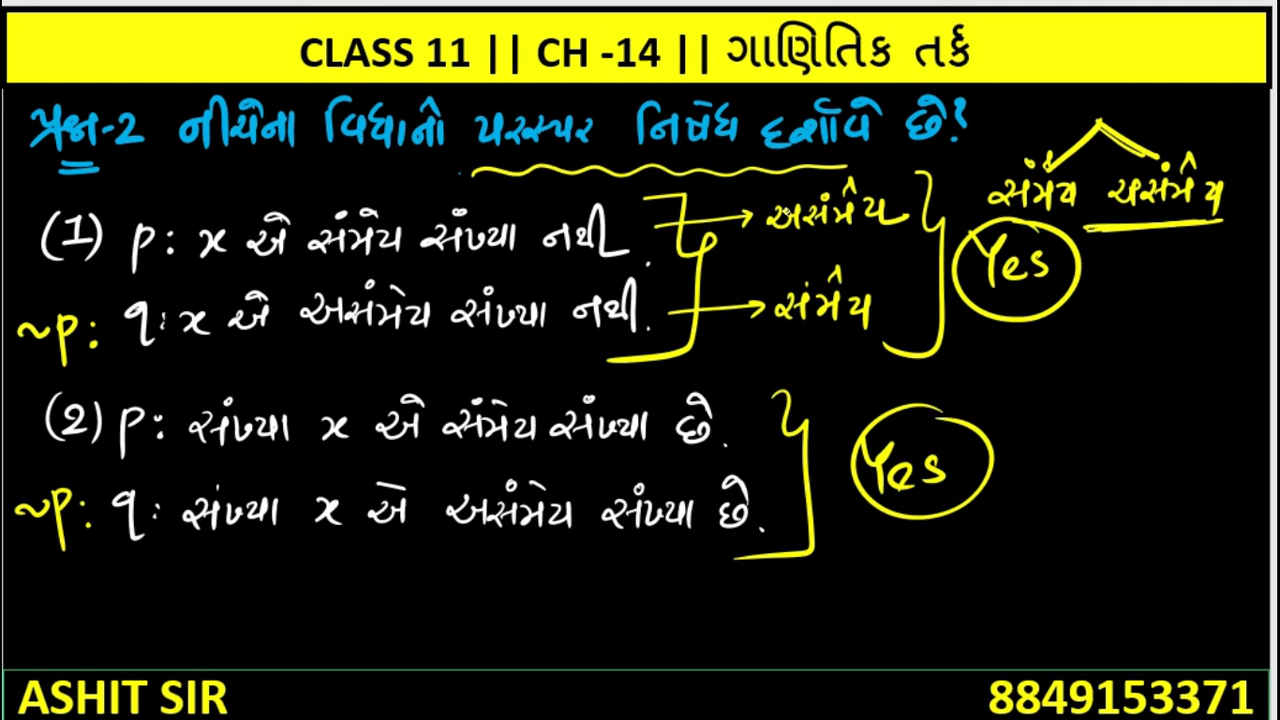 CLASS 11 || CH -14 || ગાણિતિક તર્ક
પ્રશ્ન-2 નીચેના વિધાનો પરસ્પર નિષેધ દર્શાવે છે?
સંમેય અસંમેય
(1) p: x એ સંમેય સંખ્યા નથી. → અસંમેય
Yes
~p: q: x એ અસંમેય સંખ્યા નથી. → સંમેય
(2) p: સંખ્યા x એ સંમેય સંખ્યા છે.
Yes
~p: q: સંખ્યા x એ અસંમેય સંખ્યા છે.
ASHIT SIR 8849153371